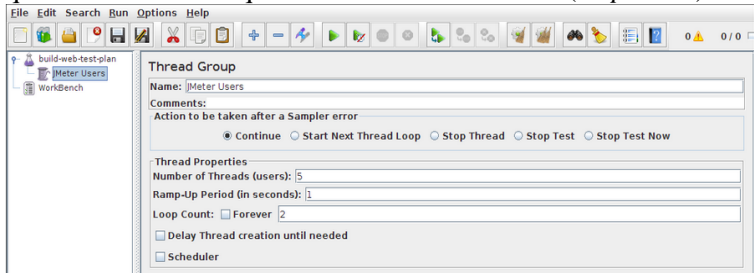 File Edit Search Run Options Help
0 0 / 0
build-web-test-plan
JMeter Users
WorkBench
Thread Group
Name: JMeter Users
Comments:
Action to be taken after a Sampler error
Continue Start Next Thread Loop Stop Thread Stop Test Stop Test Now
Thread Properties
Number of Threads (users): 5
Ramp-Up Period (in seconds): 1
Loop Count: Forever 2
Delay Thread creation until needed
Scheduler